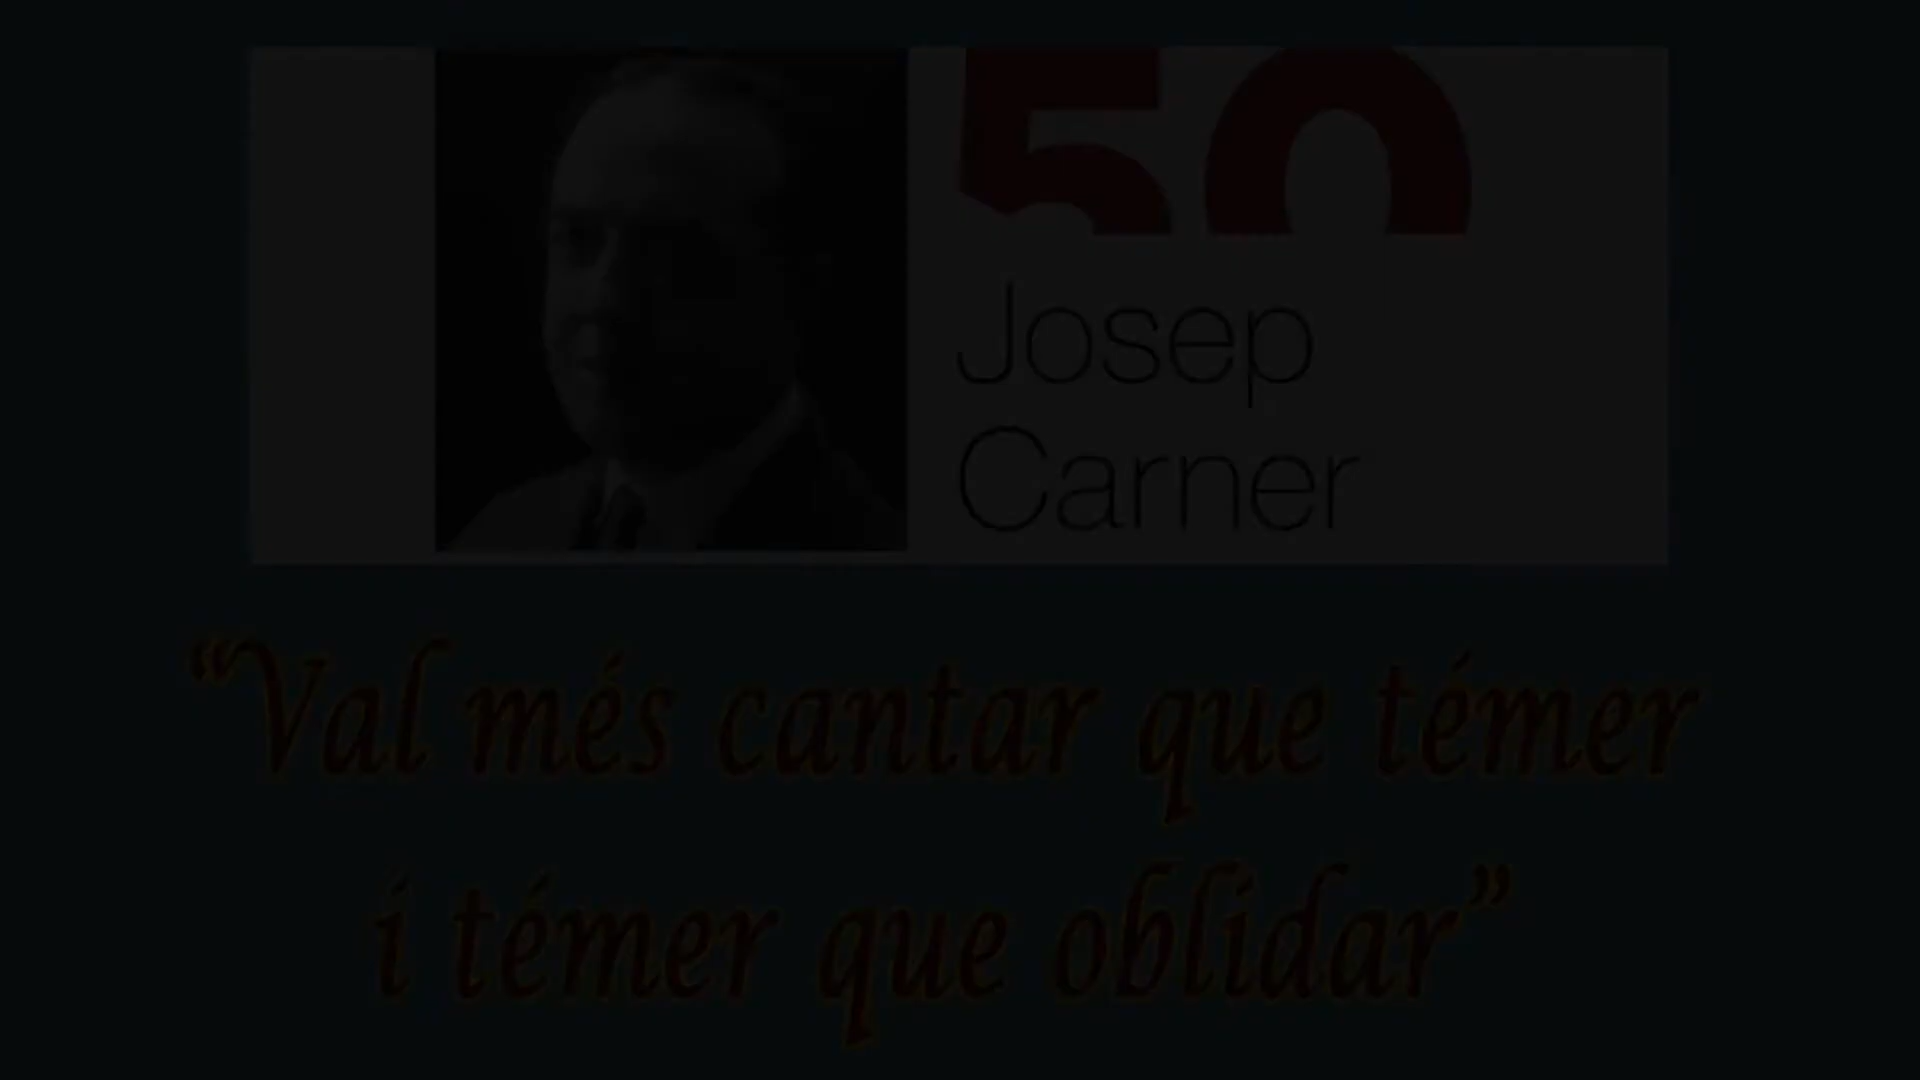 50
Josep
Carner
“Val més cantar que témer
i témer que oblidar”